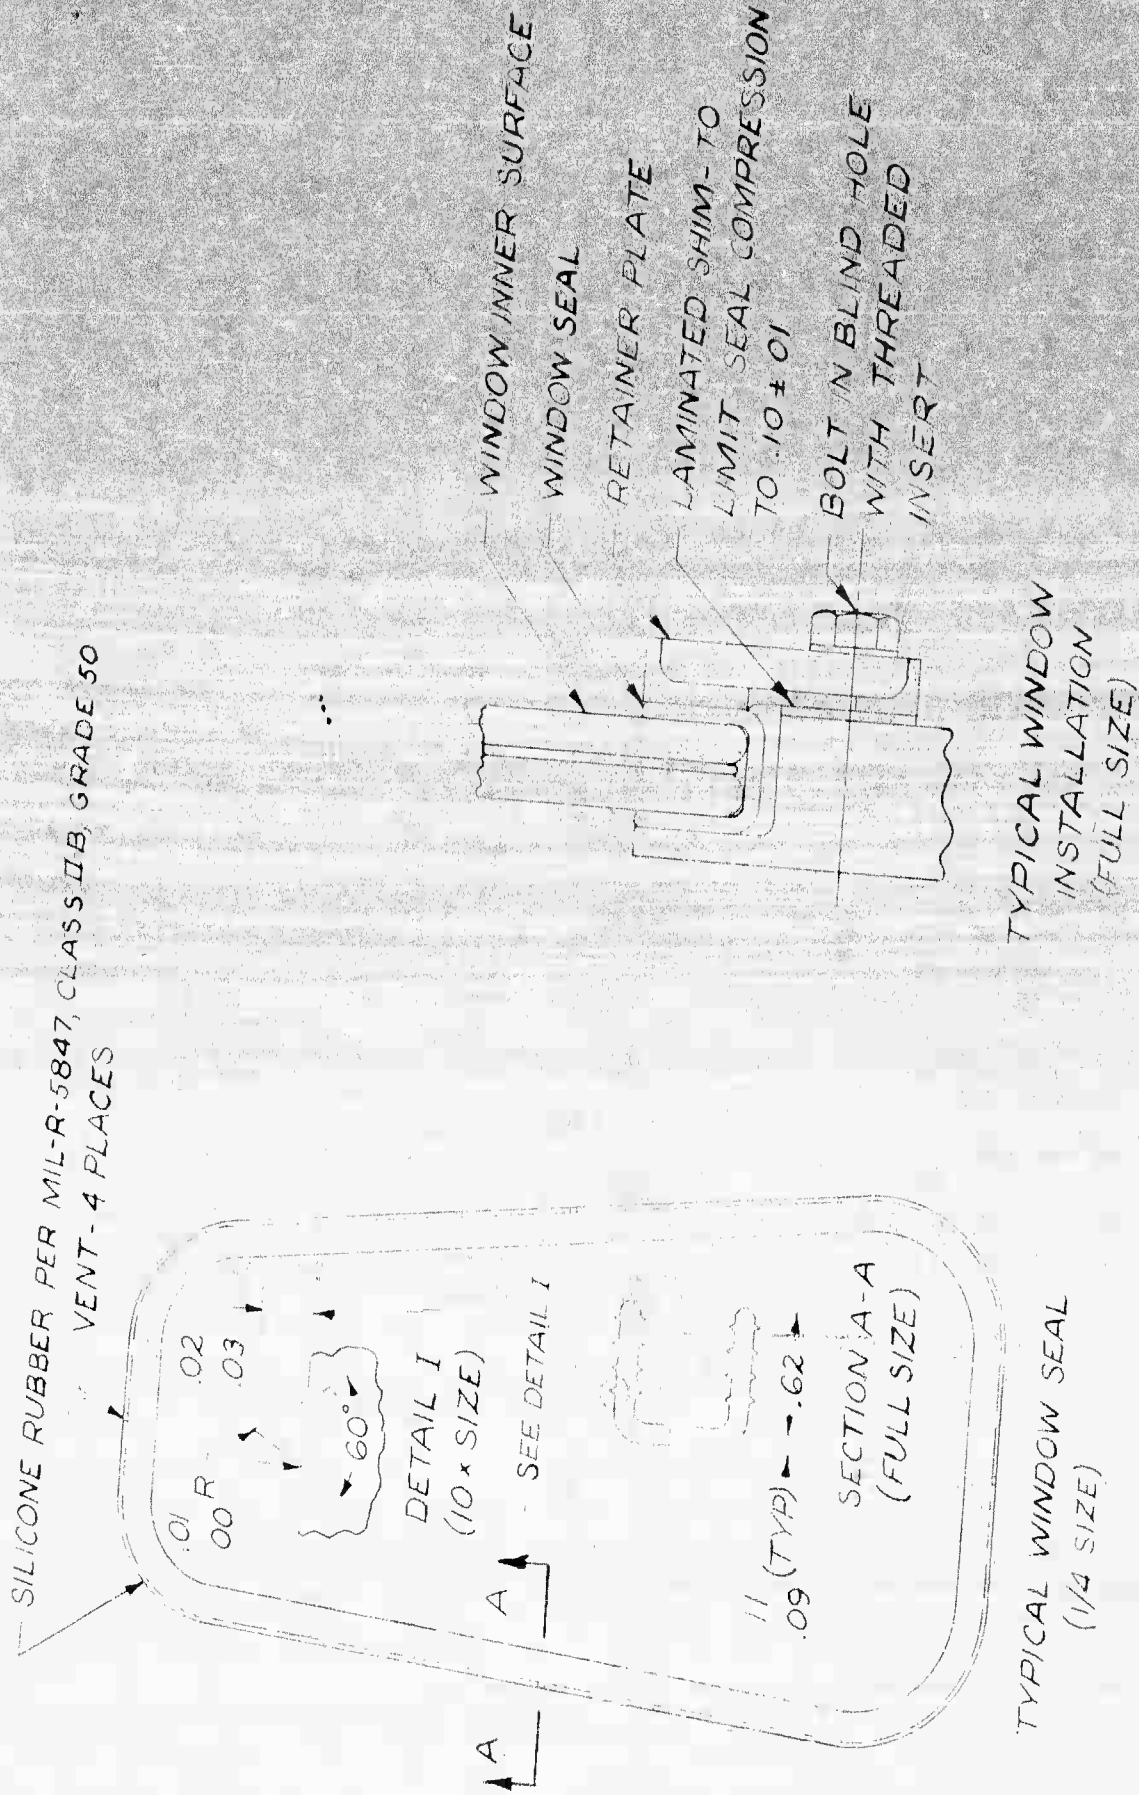 SILICONE RUBBER PER MIL-R-5847, CLASS II B, GRADE 50
VENT - 4 PLACES
.01
.00 R
.02
.03
60°
DETAIL I
(10 x SIZE)
SEE DETAIL I
A
A
.11
.09 (TYP)
.62
SECTION A-A
(FULL SIZE)
TYPICAL WINDOW SEAL
(1/4 SIZE)
WINDOW INNER SURFACE
WINDOW SEAL
RETAINER PLATE
LAMINATED SHIM - TO
LIMIT SEAL COMPRESSION
TO .10 ± .01
BOLT IN BLIND HOLE
WITH THREADED
INSERT
TYPICAL WINDOW
INSTALLATION
(FULL SIZE)